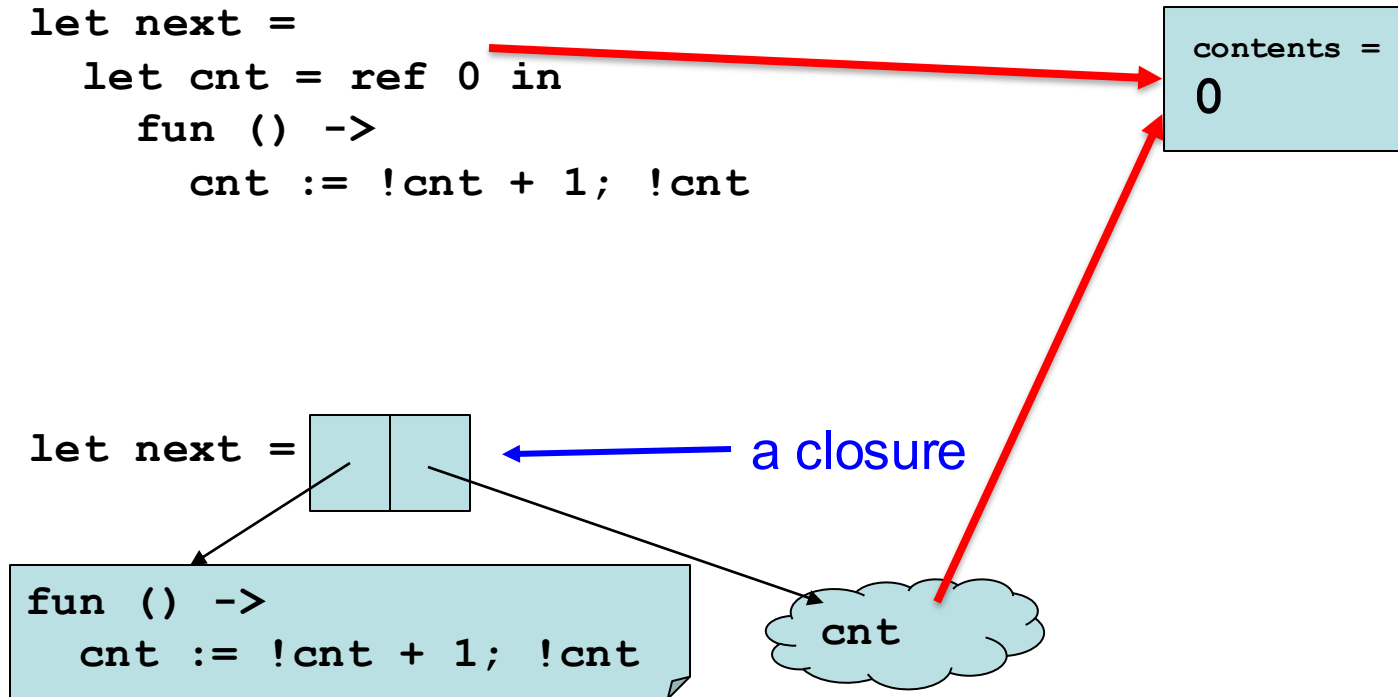 let next =
  let cnt = ref 0 in
    fun () ->
      cnt := !cnt + 1; !cnt
contents =
0
let next =
a closure
fun () ->
  cnt := !cnt + 1; !cnt
cnt